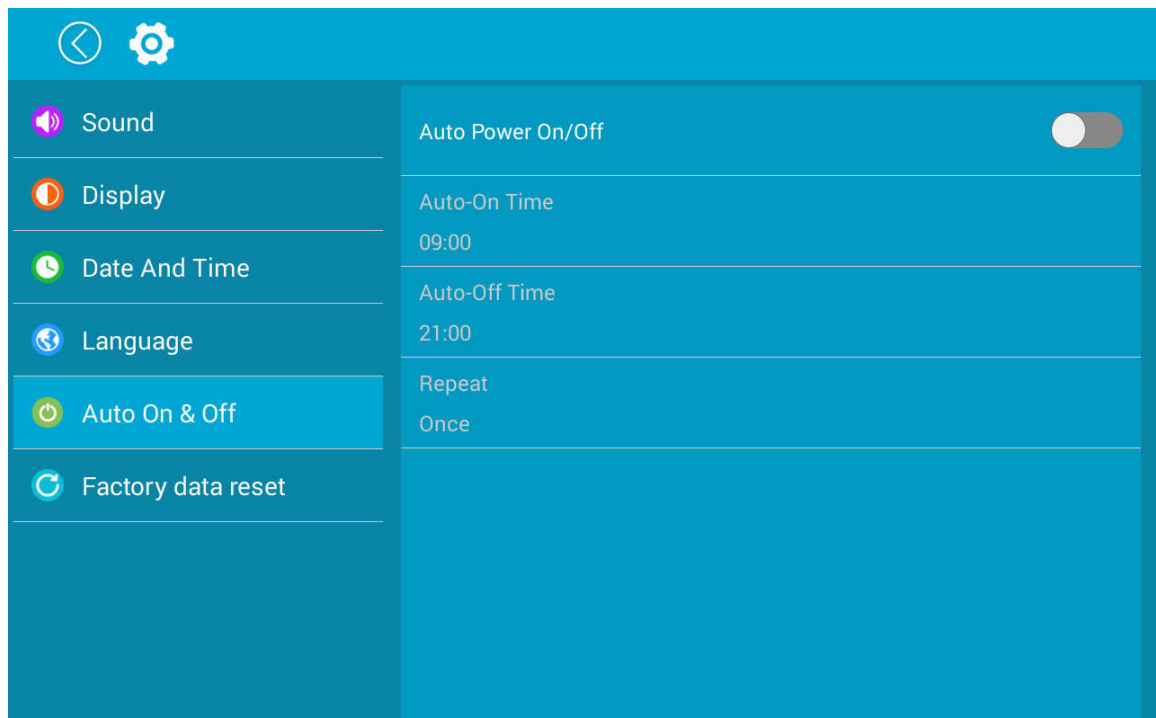 Sound
Display
Date And Time
Language
Auto On & Off
Factory data reset
Auto Power On/Off
Auto-On Time
09:00
Auto-Off Time
21:00
Repeat
Once